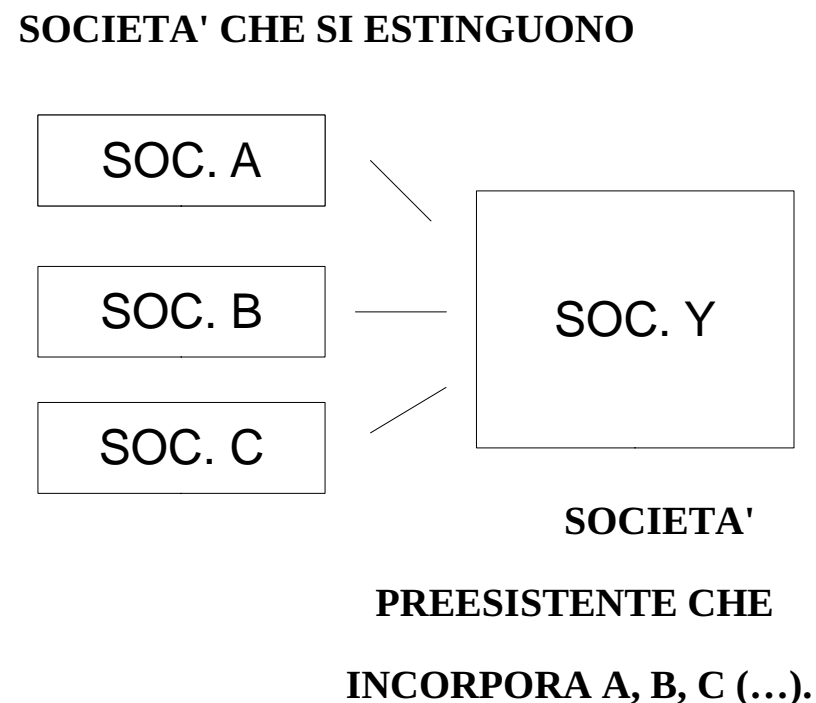 SOCIETA' CHE SI ESTINGUONO
SOC. A
SOC. B
SOC. C
SOC. Y
SOCIETA'
PREESISTENTE CHE
INCORPORA A, B, C (…).